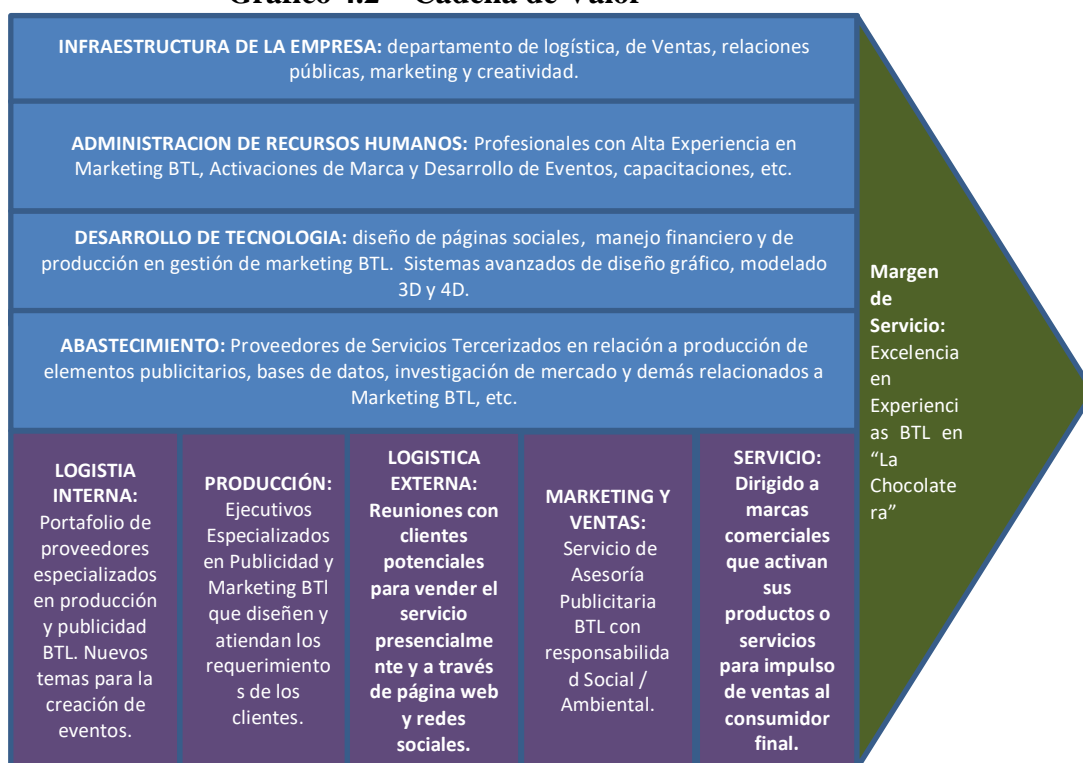 Gráfico 4.2 – Cadena de Valor
INFRAESTRUCTURA DE LA EMPRESA: departamento de logística, de Ventas, relaciones
públicas, marketing y creatividad.
ADMINISTRACION DE RECURSOS HUMANOS: Profesionales con Alta Experiencia en
Marketing BTL, Activaciones de Marca y Desarrollo de Eventos, capacitaciones, etc.
DESARROLLO DE TECNOLOGIA: diseño de páginas sociales, manejo financiero y de
producción en gestión de marketing BTL. Sistemas avanzados de diseño gráfico, modelado
3D y 4D.
ABASTECIMIENTO: Proveedores de Servicios Tercerizados en relación a producción de
elementos publicitarios, bases de datos, investigación de mercado y demás relacionados a
Marketing BTL, etc.
LOGISTIA
INTERNA:
Portafolio de
proveedores
especializados
en producción
y publicidad
BTL. Nuevos
temas para la
creación de
eventos.
PRODUCCIÓN:
Ejecutivos
Especializados
en Publicidad y
Marketing BTl
que diseñen y
atiendan los
requerimiento
s de los
clientes.
LOGISTICA
EXTERNA:
Reuniones con
clientes
potenciales
para vender el
servicio
presencialme
nte y a través
de página web
y redes
sociales.
MARKETING Y
VENTAS:
Servicio de
Asesoría
Publicitaria
BTL con
responsabilida
d Social /
Ambiental.
SERVICIO:
Dirigido a
marcas
comerciales
que activan
sus
productos o
servicios
para impulso
de ventas al
consumidor
final.
Margen
de
Servicio:
Excelencia
en
Experienci
as BTL en
“La
Chocolate
ra”